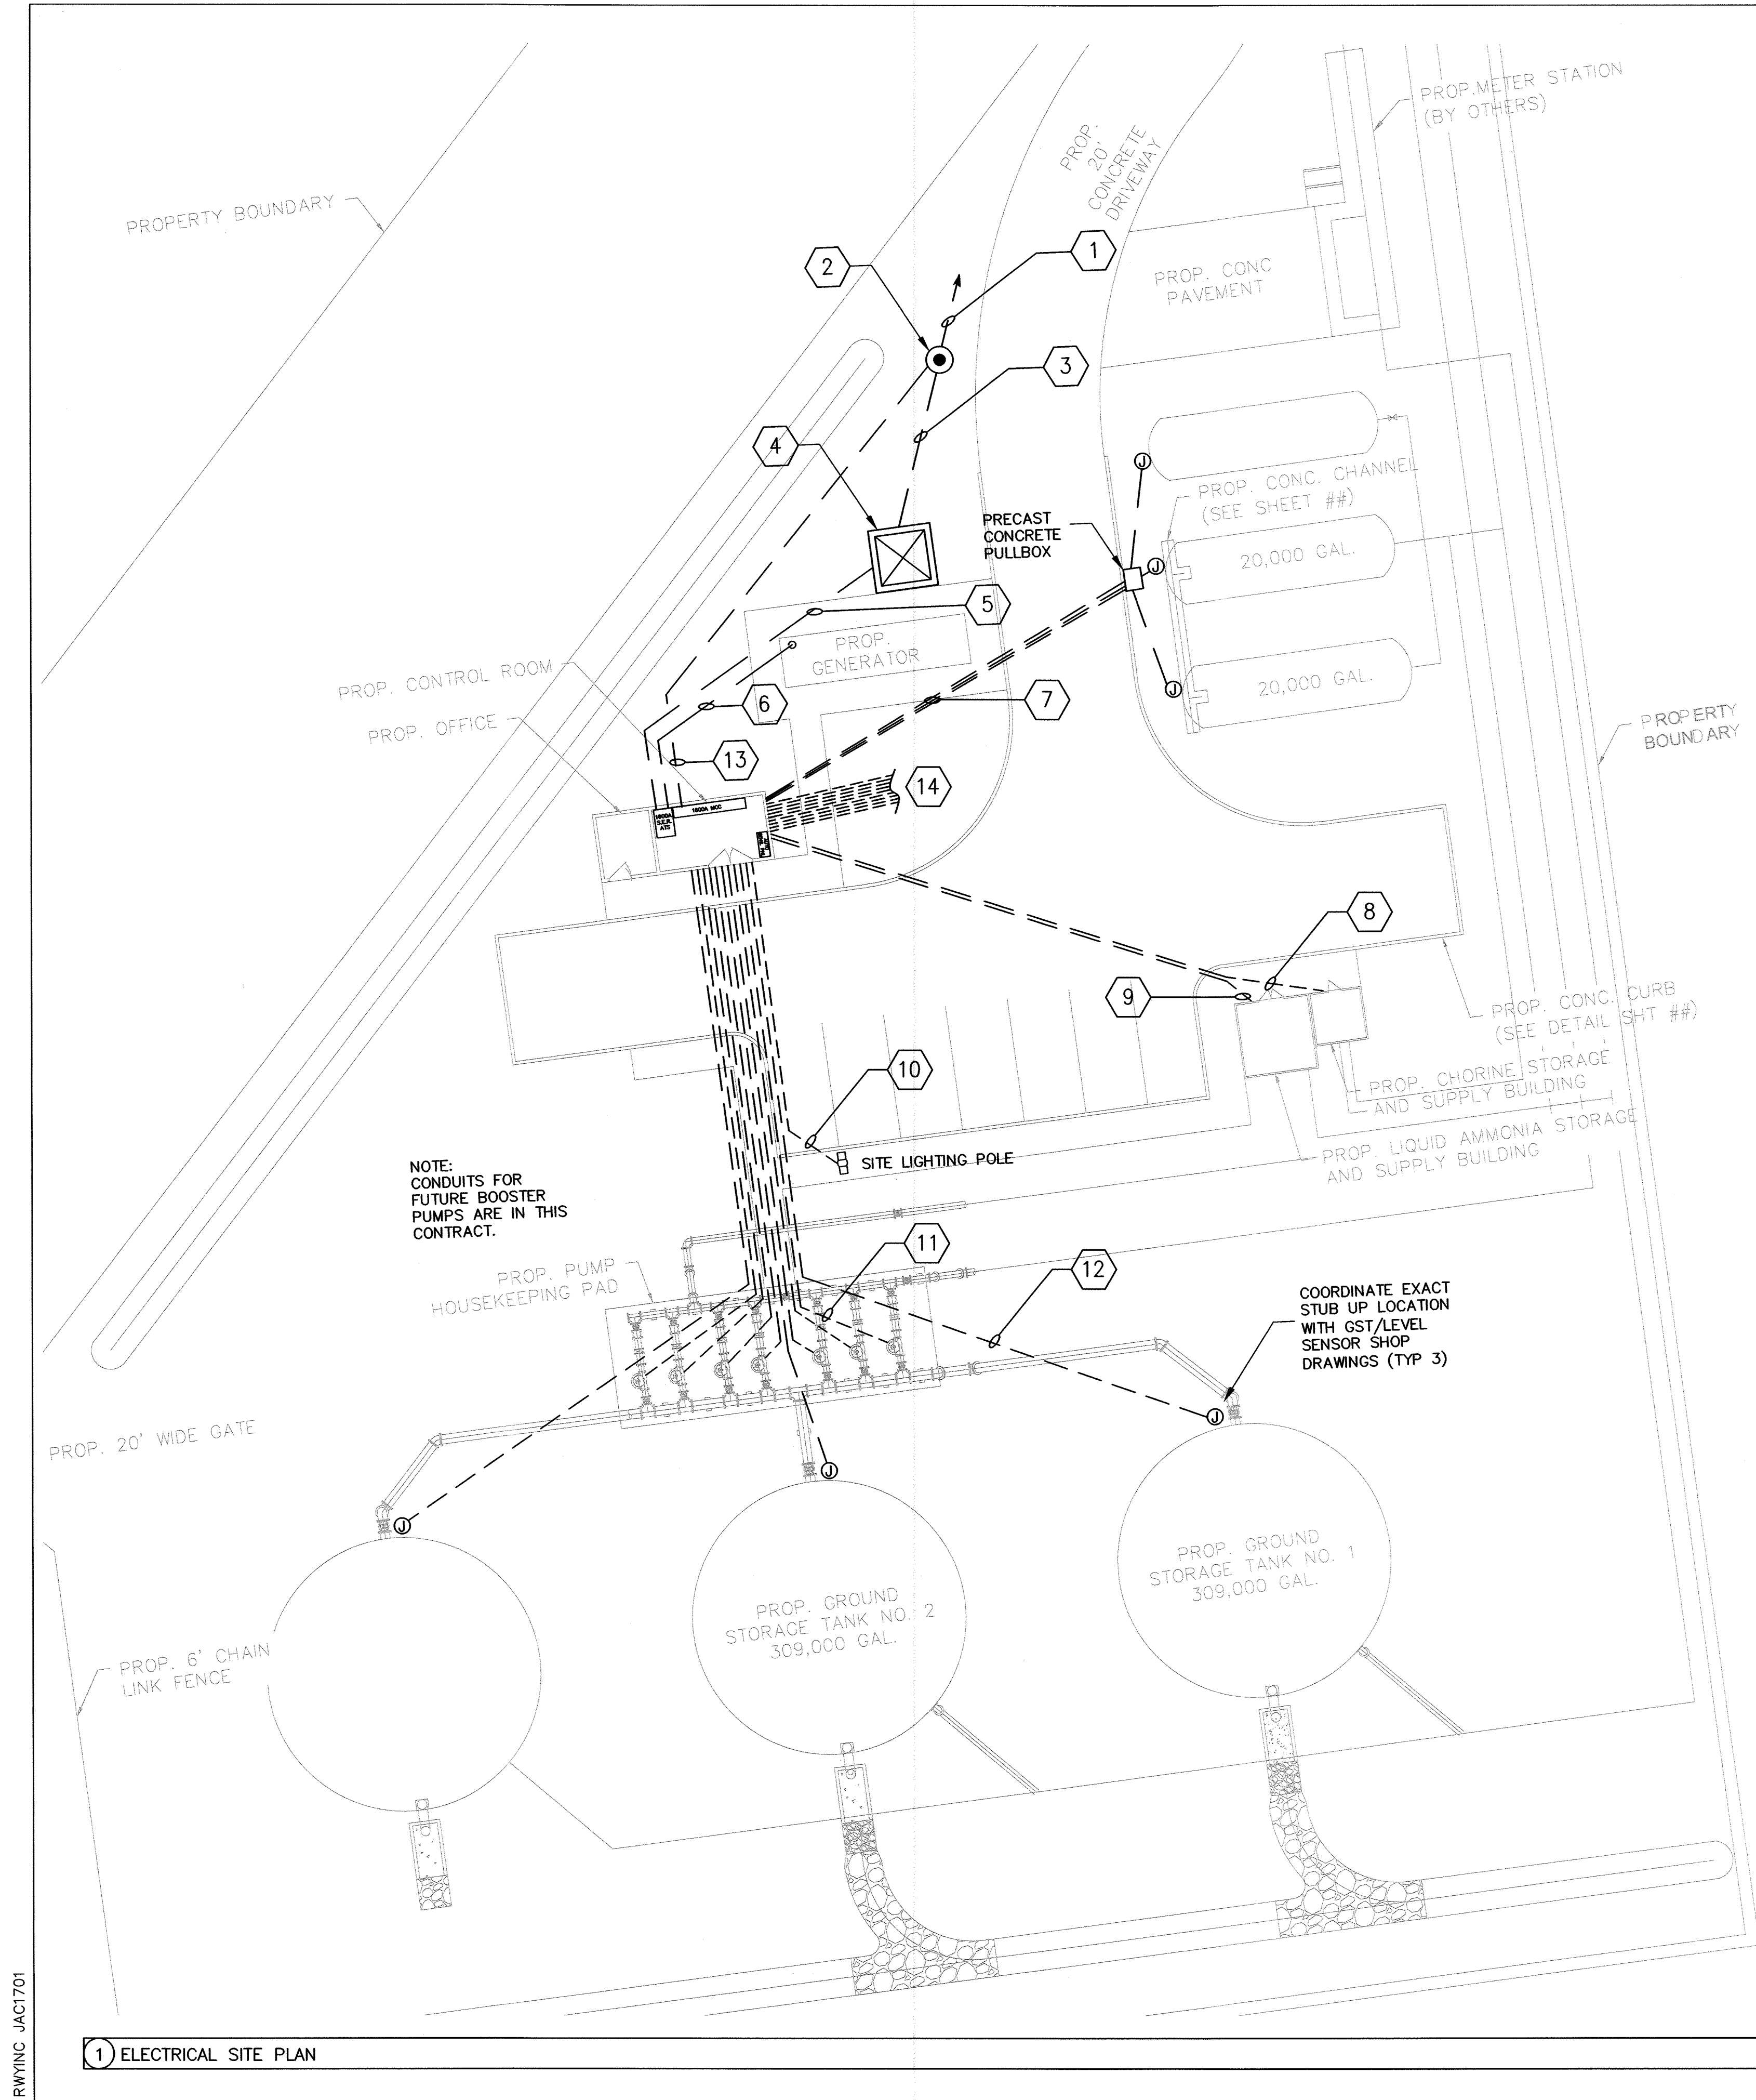 PROP. METER STATION
(BY OTHERS)
PROP.
20'
CONCRETE
DRIVEWAY
PROPERTY BOUNDARY
2
1
PROP. CONC
PAVEMENT
3
4
PROP. CONC. CHANNEL
(SEE SHEET ##)
PRECAST
CONCRETE
PULLBOX
J
J
J
20,000 GAL.
20,000 GAL.
5
PROP.
GENERATOR
PROP. CONTROL ROOM
PROP. OFFICE
6
7
PROPERTY
BOUNDARY
13
14
1600A MCC
1600A
S.E.R.
ATS
8
9
PROP. CONC. CURB
(SEE DETAIL SHT ##)
10
PROP. CHORINE STORAGE
AND SUPPLY BUILDING
PROP. LIQUID AMMONIA STORAGE
AND SUPPLY BUILDING
SITE LIGHTING POLE
NOTE:
CONDUITS FOR
FUTURE BOOSTER
PUMPS ARE IN THIS
CONTRACT.
11
12
PROP. PUMP
HOUSEKEEPING PAD
COORDINATE EXACT
STUB UP LOCATION
WITH GST/LEVEL
SENSOR SHOP
DRAWINGS (TYP 3)
PROP. 20' WIDE GATE
J
J
J
PROP. GROUND
STORAGE TANK NO. 1
309,000 GAL.
PROP. GROUND
STORAGE TANK NO. 2
309,000 GAL.
PROP. 6' CHAIN
LINK FENCE
RWYINC JAC1701
1 ELECTRICAL SITE PLAN